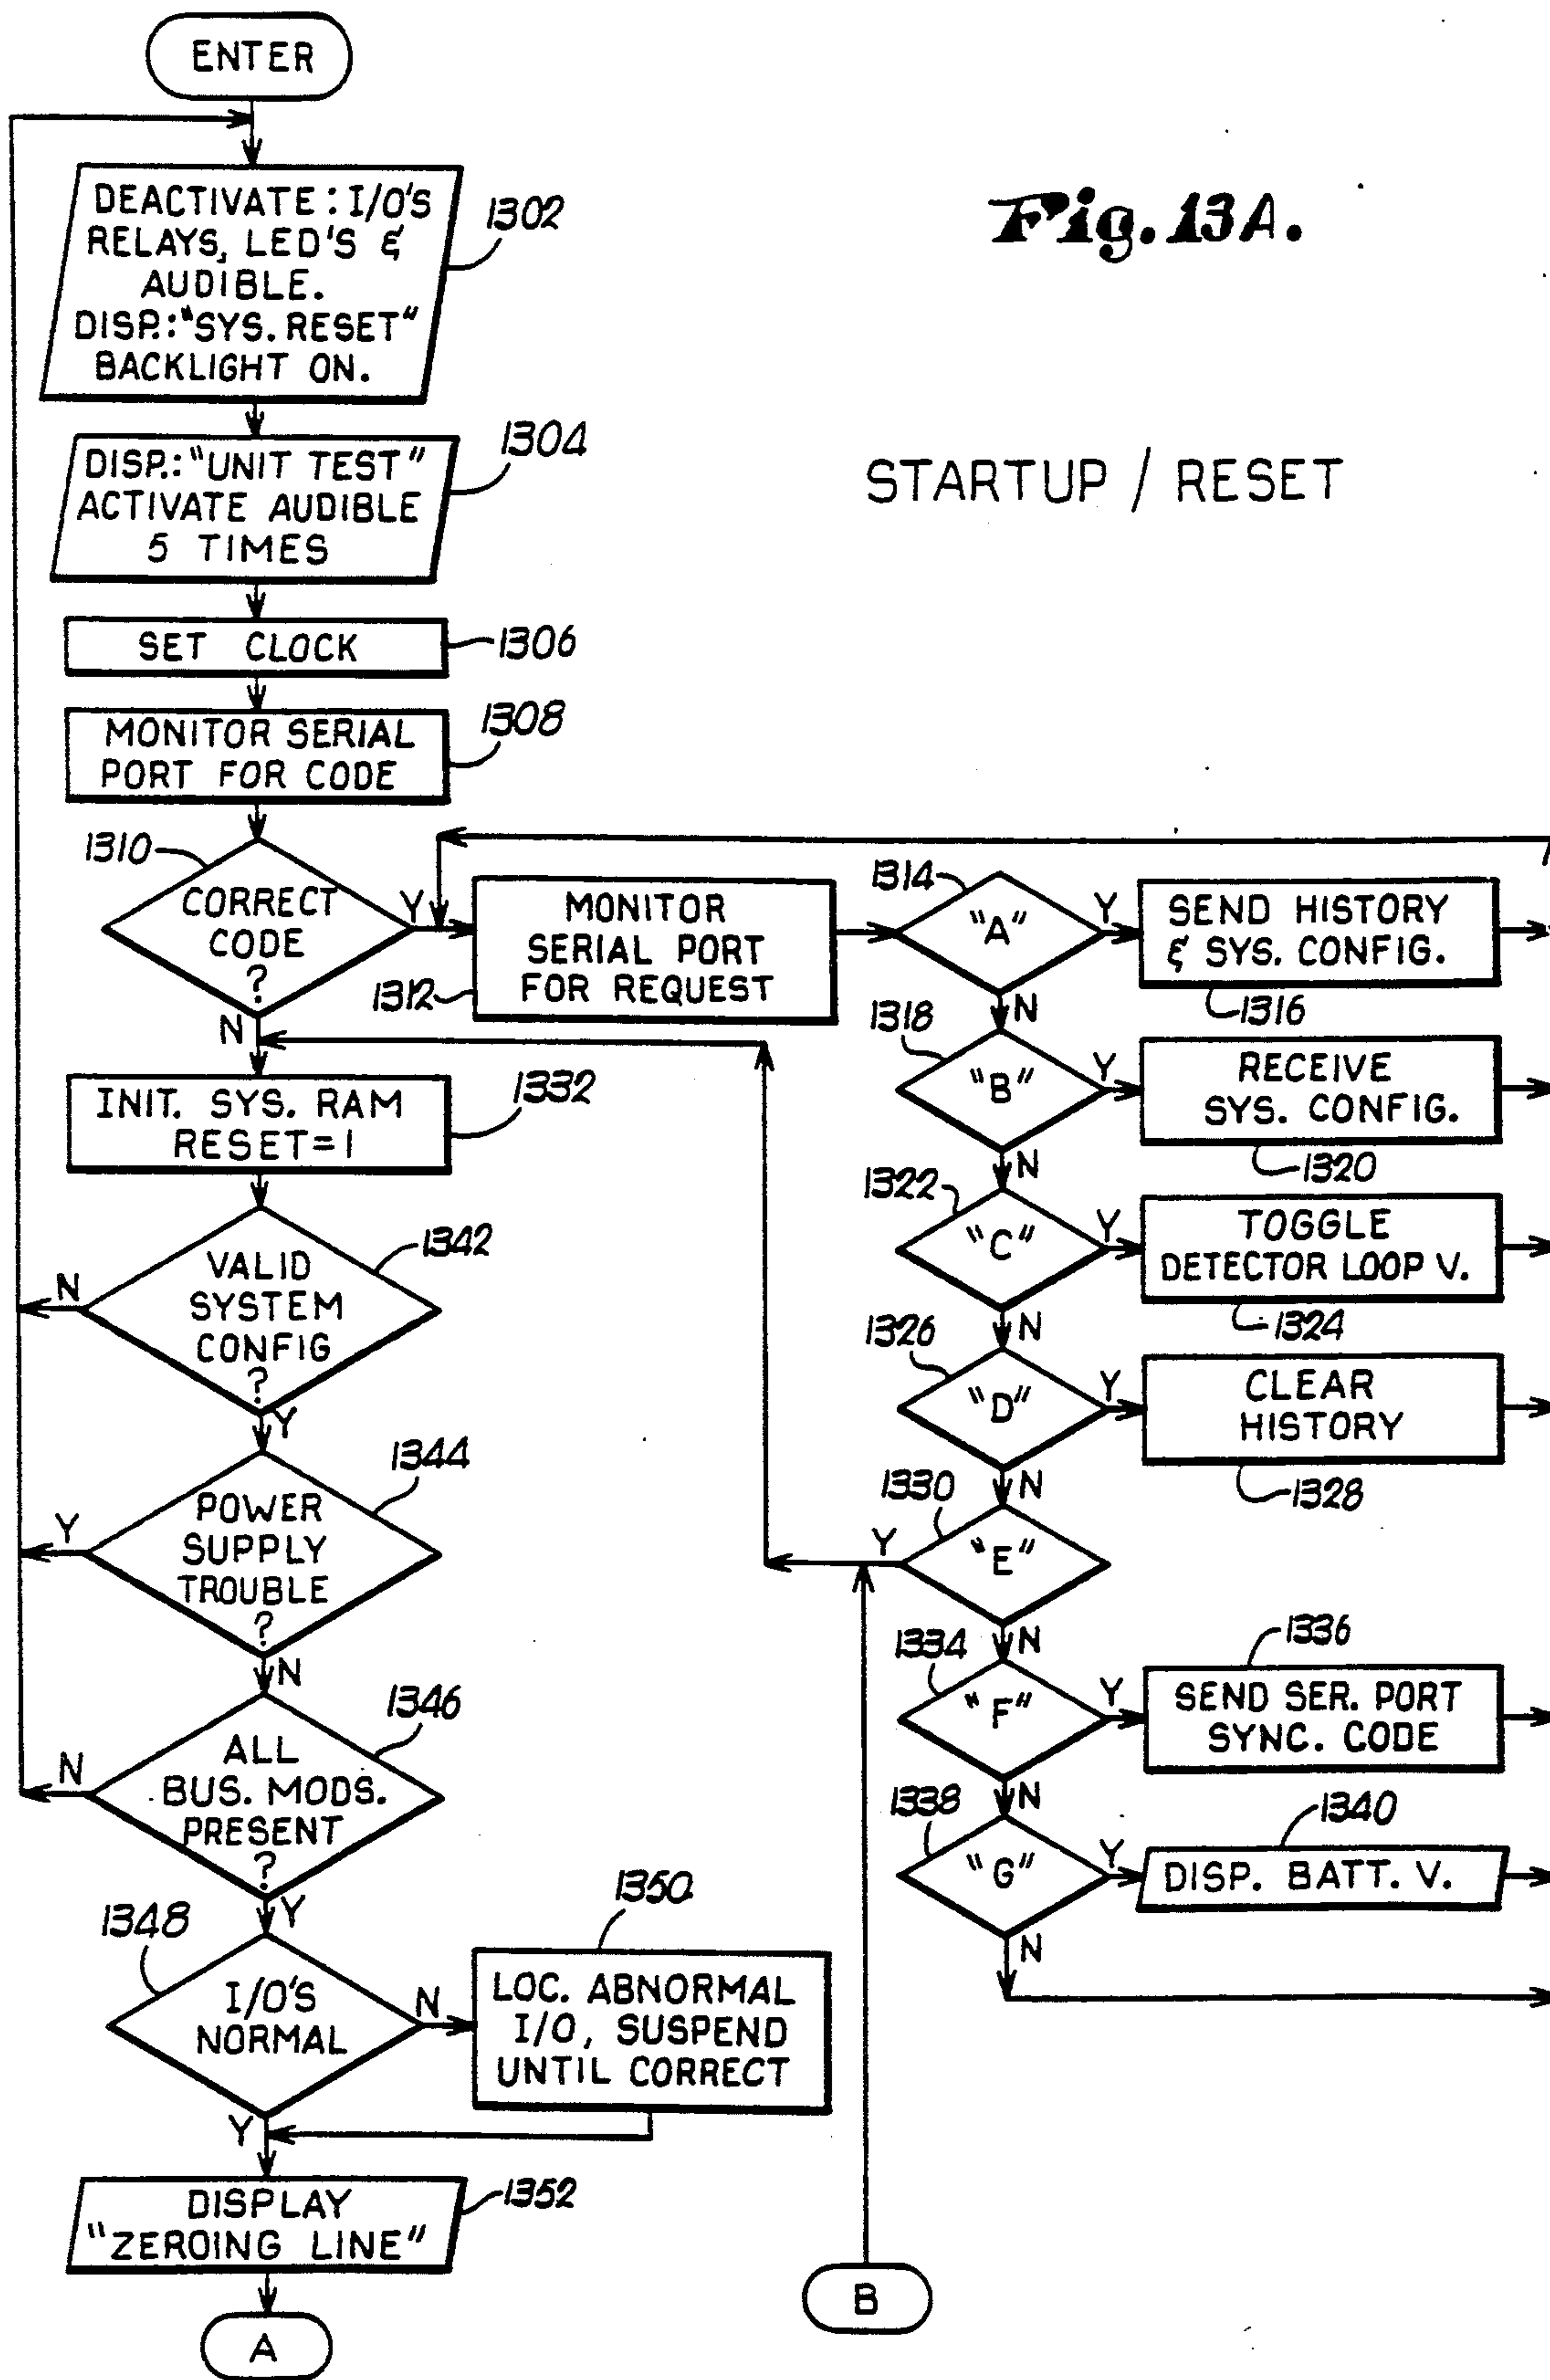 ENTER
DEACTIVATE: I/O'S
RELAYS, LED'S &
AUDIBLE.
DISP.: "SYS. RESET"
BACKLIGHT ON.
1302
Fig. 13A.
DISP.: "UNIT TEST"
ACTIVATE AUDIBLE
5 TIMES
1304
STARTUP / RESET
SET CLOCK
1306
MONITOR SERIAL
PORT FOR CODE
1308
1310
CORRECT
CODE
?
Y
N
MONITOR
SERIAL PORT
FOR REQUEST
1312
1314
"A"
Y
N
SEND HISTORY
& SYS. CONFIG.
1316
1318
"B"
Y
N
RECEIVE
SYS. CONFIG.
1320
INIT. SYS. RAM
RESET=1
1332
1322
"C"
Y
N
TOGGLE
DETECTOR LOOP V.
1324
VALID
SYSTEM
CONFIG
?
1342
N
Y
1326
"D"
Y
N
CLEAR
HISTORY
1328
POWER
SUPPLY
TROUBLE
?
1344
Y
N
1330
"E"
Y
N
1334
"F"
Y
N
1336
SEND SER. PORT
SYNC. CODE
ALL
BUS. MODS.
PRESENT
?
1346
N
Y
1338
"G"
Y
N
1340
DISP. BATT. V.
1348
I/O'S
NORMAL
N
Y
1350
LOC. ABNORMAL
I/O, SUSPEND
UNTIL CORRECT
DISPLAY
"ZEROING LINE"
1352
A
B